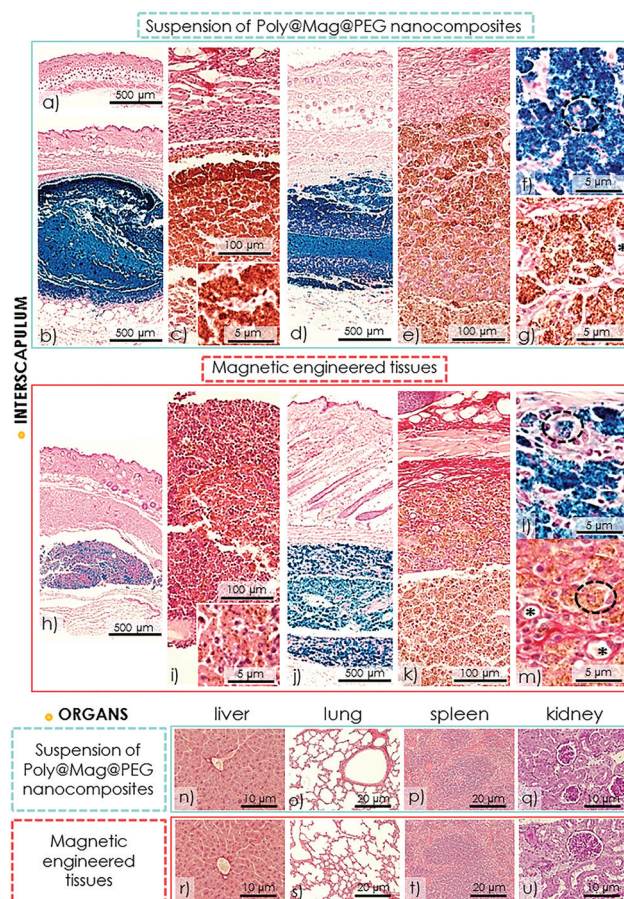 Suspension of Poly@Mag@PEG nanocomposites
INTERSCAPULUM
a)
500 µm
b)
500 µm
c)
100 µm
5 µm
d)
500 µm
e)
100 µm
f)
5 µm
*
g)
5 µm
Magnetic engineered tissues
h)
500 µm
i)
100 µm
5 µm
j)
500 µm
k)
100 µm
l)
5 µm
*
*
m)
5 µm
ORGANS
liver
lung
spleen
kidney
Suspension of
Poly@Mag@PEG
nanocomposites
n)
10 µm
o)
20 µm
p)
20 µm
q)
10 µm
Magnetic
engineered
tissues
r)
10 µm
s)
20 µm
t)
20 µm
u)
10 µm